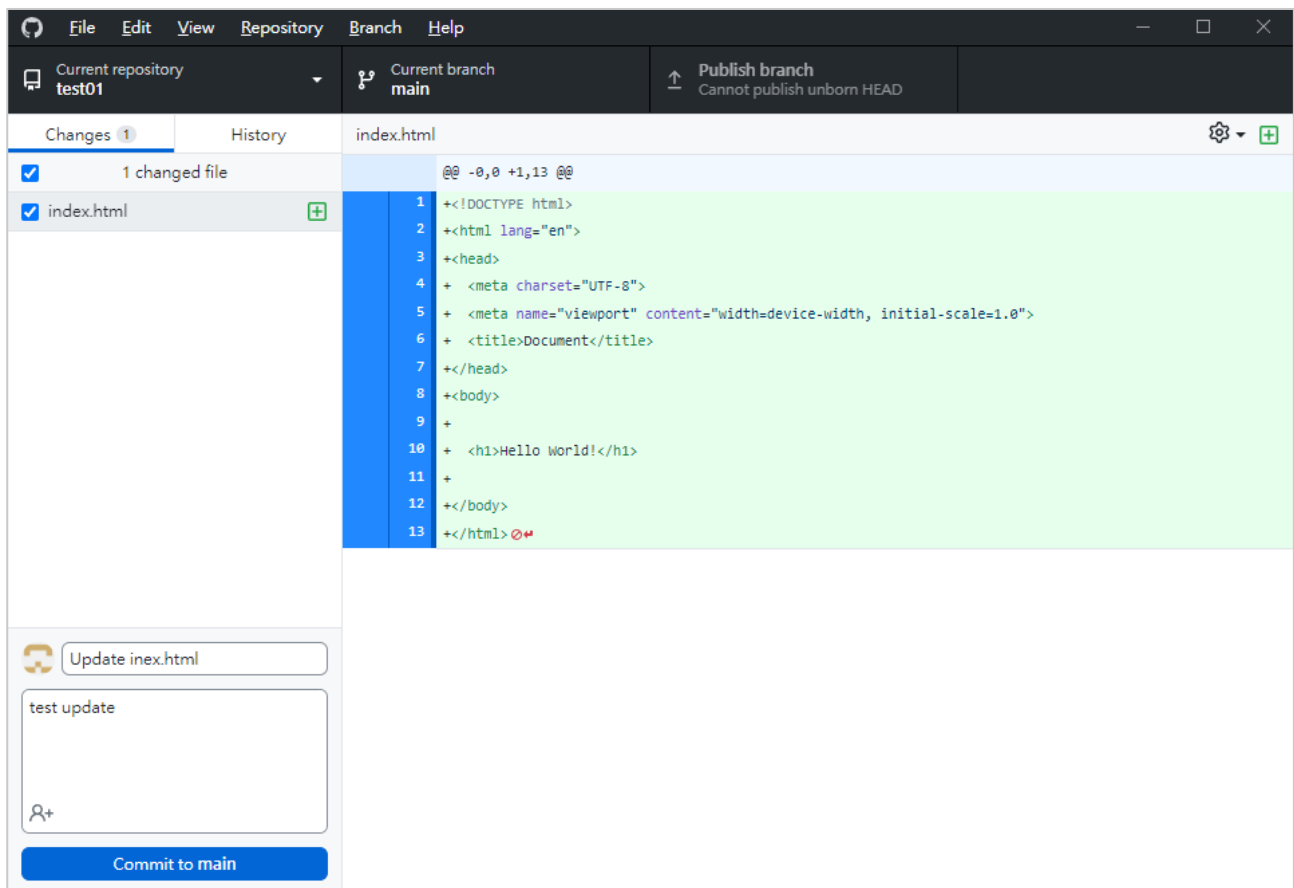 File Edit View Repository Branch Help
Current repository
test01
Current branch
main
Publish branch
Cannot publish unborn HEAD
Changes 1 History
index.html
1 changed file
index.html
@@ -0,0 +1,13 @@
1 +<!DOCTYPE html>
2 +<html lang="en">
3 +<head>
4 + <meta charset="UTF-8">
5 + <meta name="viewport" content="width=device-width, initial-scale=1.0">
6 + <title>Document</title>
7 +</head>
8 +<body>
9 +
10 + <h1>Hello World!</h1>
11 +
12 +</body>
13 +</html>
Update inex.html
test update
Commit to main